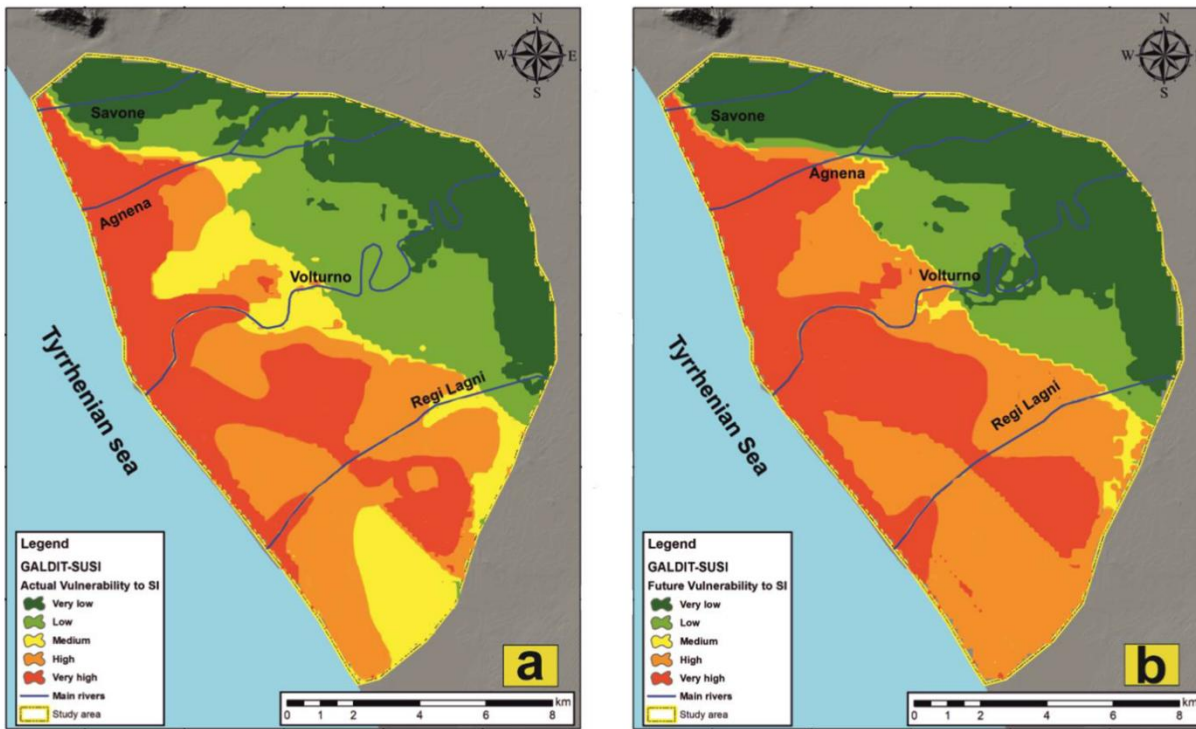 N
W E
S
Savone
Agnena
Volturno
Regi Lagni
Tyrrhenian sea
Legend
GALDIT-SUSI
Actual Vulnerability to SI
Very low
Low
Medium
High
Very high
Main rivers
Study area
a
km
0 1 2 4 6 8
N
W E
S
Savone
Agnena
Volturno
Regi Lagni
Tyrrhenian Sea
Legend
GALDIT-SUSI
Future Vulnerability to SI
Very low
Low
Medium
High
Very high
Main rivers
Study area
b
km
0 1 2 4 6 8